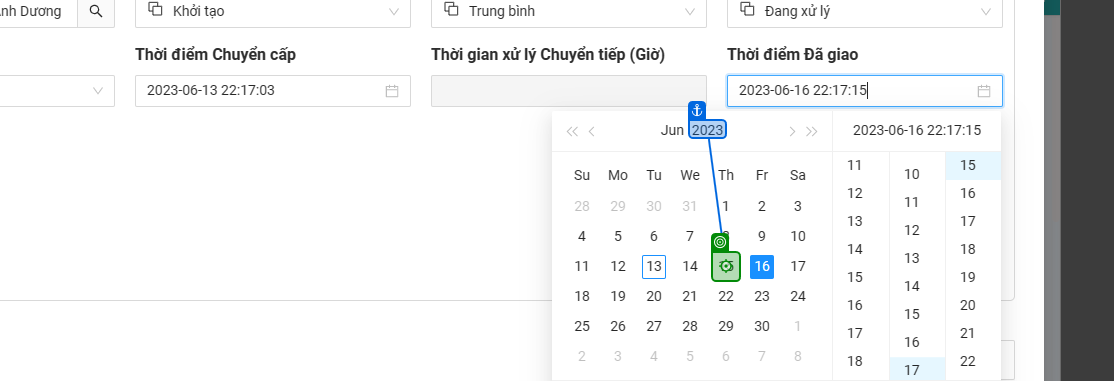 nh Dương Khởi tạo Trung bình Đang xử lý
Thời điểm Chuyển cấp Thời gian xử lý Chuyển tiếp (Giờ) Thời điểm Đã giao
2023-06-13 22:17:03 2023-06-16 22:17:15
Jun 2023 2023-06-16 22:17:15
Su Mo Tu We Th Fr Sa
28 29 30 31 1 2 3
4 5 6 7 8 9 10
11 12 13 14 16 17
18 19 20 21 22 23 24
25 26 27 28 29 30 1
2 3 4 5 6 7 8
11 10 15
12 11 16
13 12 17
14 13 18
15 14 19
16 15 20
17 16 21
18 17 22